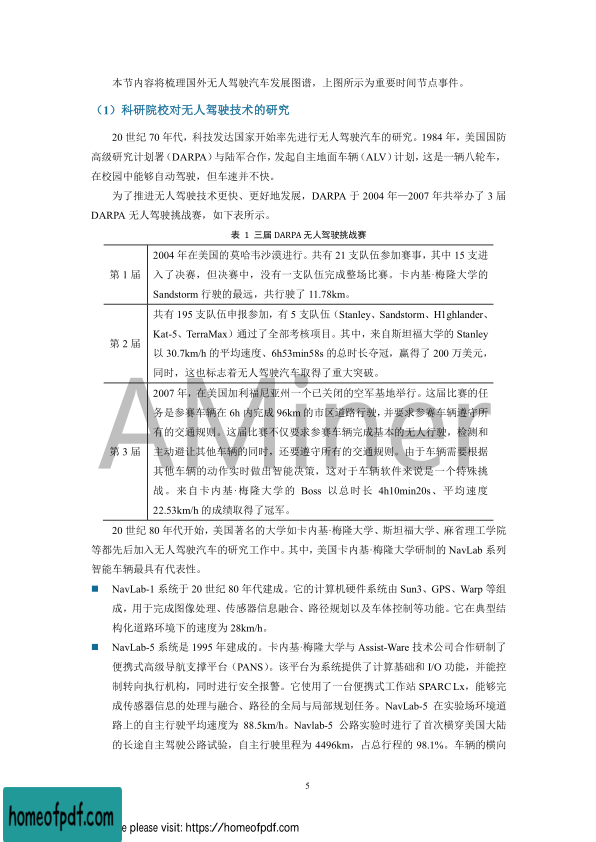 本节内容将梳理国外无人驾驶汽车发展图谱，上图所示为重要时间节点事件。
（1）科研院校对无人驾驶技术的研究
20 世纪 70 年代，科技发达国家开始率先进行无人驾驶汽车的研究。1984 年，美国国防
高级研究计划署（DARPA）与陆军合作，发起自主地面车辆（ALV）计划，这是一辆八轮车，
在校园中能够自动驾驶，但车速并不快。
为了推进无人驾驶技术更快、更好地发展，DARPA 于 2004 年—2007 年共举办了 3 届
DARPA 无人驾驶挑战赛，如下表所示。
表 1 三届 DARPA 无人驾驶挑战赛
第 1 届
2004 年在美国的莫哈韦沙漠进行。共有 21 支队伍参加赛事，其中 15 支进
入了决赛，但决赛中，没有一支队伍完成整场比赛。卡内基·梅隆大学的
Sandstorm 行驶的最远，共行驶了 11.78km。
第 2 届
共有 195 支队伍申报参加，有 5 支队伍（Stanley、Sandstorm、H1ghlander、
Kat-5、TerraMax）通过了全部考核项目。其中，来自斯坦福大学的 Stanley
以 30.7km/h 的平均速度、6h53min58s 的总时长夺冠，赢得了 200 万美元，
同时，这也标志着无人驾驶汽车取得了重大突破。
第 3 届
2007 年，在美国加利福尼亚州一个已关闭的空军基地举行。这届比赛的任
务是参赛车辆在 6h 内完成 96km 的市区道路行驶，并要求参赛车辆遵守所
有的交通规则。这届比赛不仅要求参赛车辆完成基本的无人行驶，检测和
主动避让其他车辆的同时，还要遵守所有的交通规则。由于车辆需要根据
其他车辆的动作实时做出智能决策，这对于车辆软件来说是一个特殊挑
战。来自卡内基·梅隆大学的 Boss 以总时长 4h10min20s、平均速度
22.53km/h 的成绩取得了冠军。
20 世纪 80 年代开始，美国著名的大学如卡内基·梅隆大学、斯坦福大学、麻省理工学院
等都先后加入无人驾驶汽车的研究工作中。其中，美国卡内基·梅隆大学研制的 NavLab 系列
智能车辆最具有代表性。
■ NavLab-1 系统于 20 世纪 80 年代建成。它的计算机硬件系统由 Sun3、GPS、Warp 等组
成，用于完成图像处理、传感器信息融合、路径规划以及车体控制等功能。它在典型结
构化道路环境下的速度为 28km/h。
■ NavLab-5 系统是 1995 年建成的。卡内基·梅隆大学与 Assist-Ware 技术公司合作研制了
便携式高级导航支撑平台（PANS）。该平台为系统提供了计算基础和 I/O 功能，并能控
制转向执行机构，同时进行安全报警。它使用了一台便携式工作站 SPARC Lx，能够完
成传感器信息的处理与融合、路径的全局与局部规划任务。NavLab-5 在实验场环境道
路上的自主行驶平均速度为 88.5km/h。Navlab-5 公路实验时进行了首次横穿美国大陆
的长途自主驾驶公路试验，自主行驶里程为 4496km，占总行程的 98.1%。车辆的横向
AMiner
5
homeofpdf.com
please visit: https://homeofpdf.com